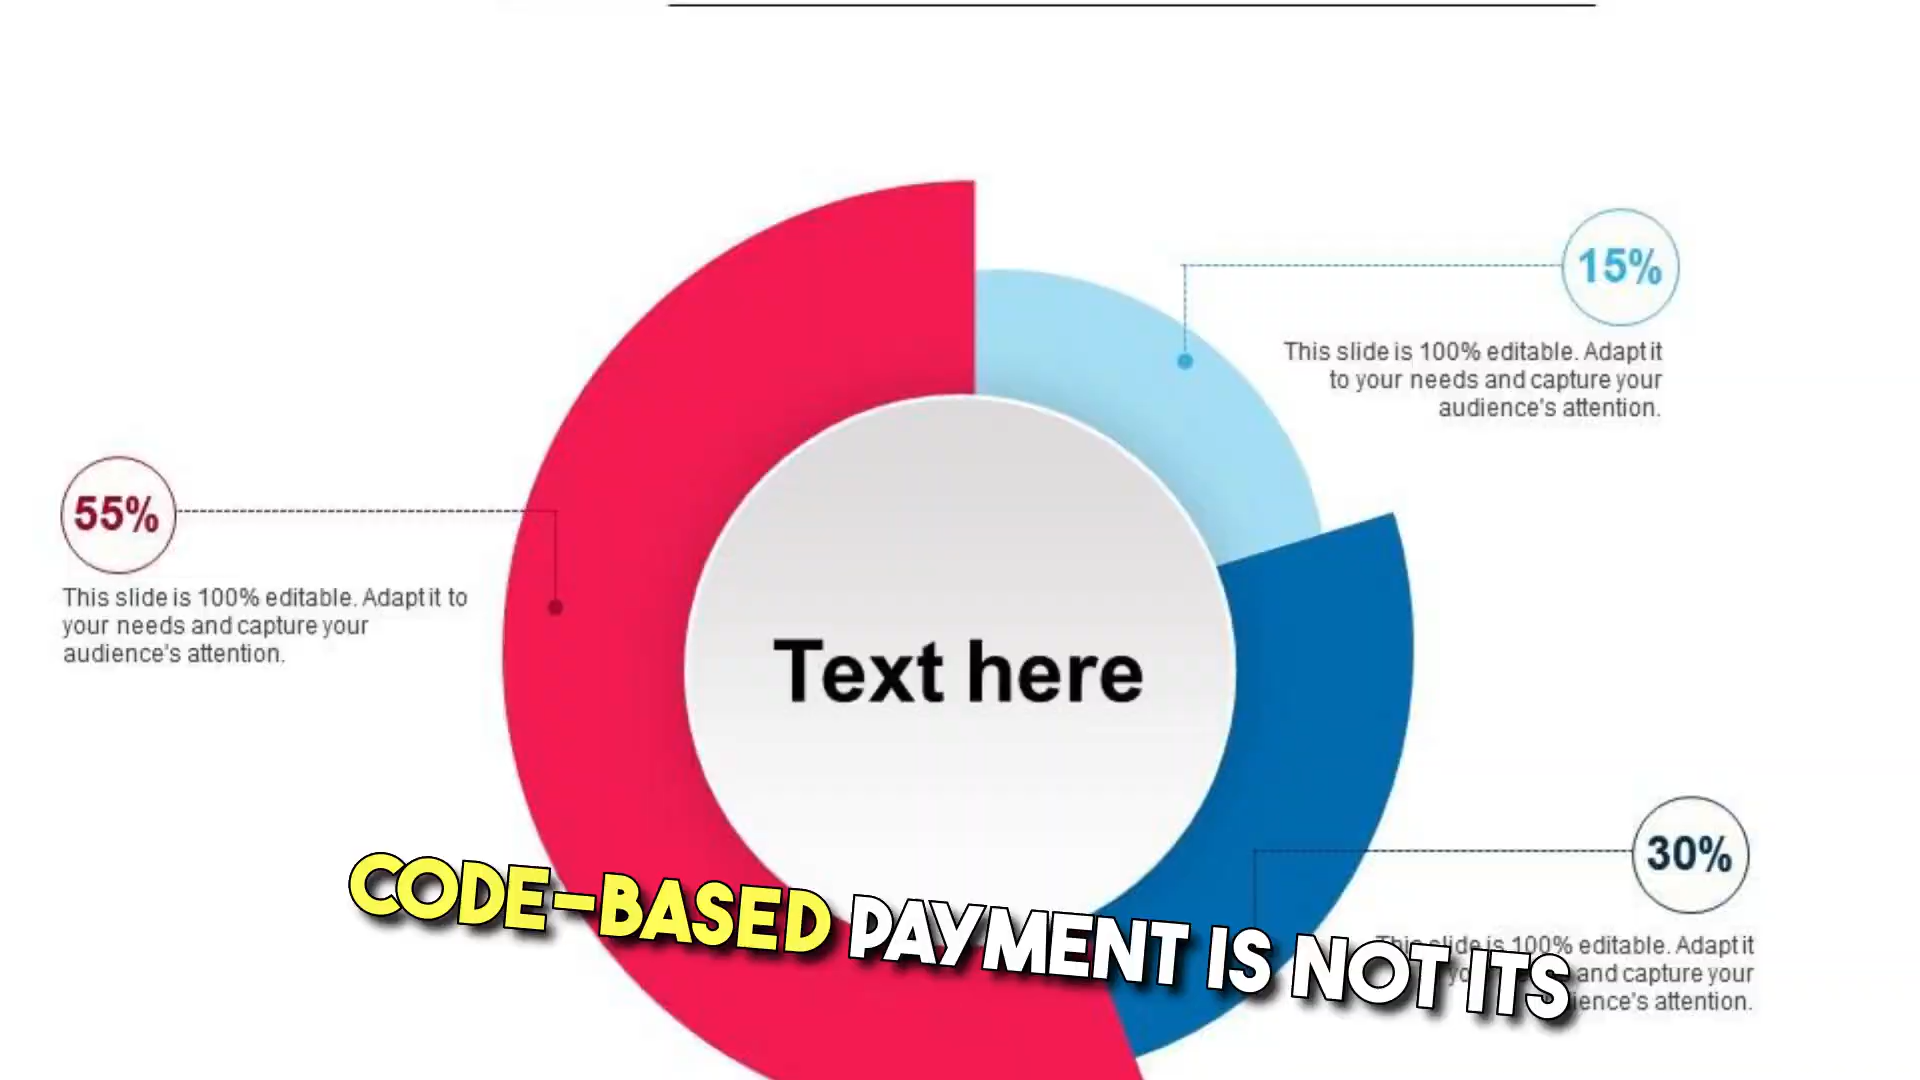 15%
This slide is 100% editable. Adapt it
to your needs and capture your
audience's attention.
55%
This slide is 100% editable. Adapt it to
your needs and capture your
audience's attention.
Text here
30%
This slide is 100% editable. Adapt it
and capture your
attention.
CODE-BASED PAYMENT IS NOT ITS